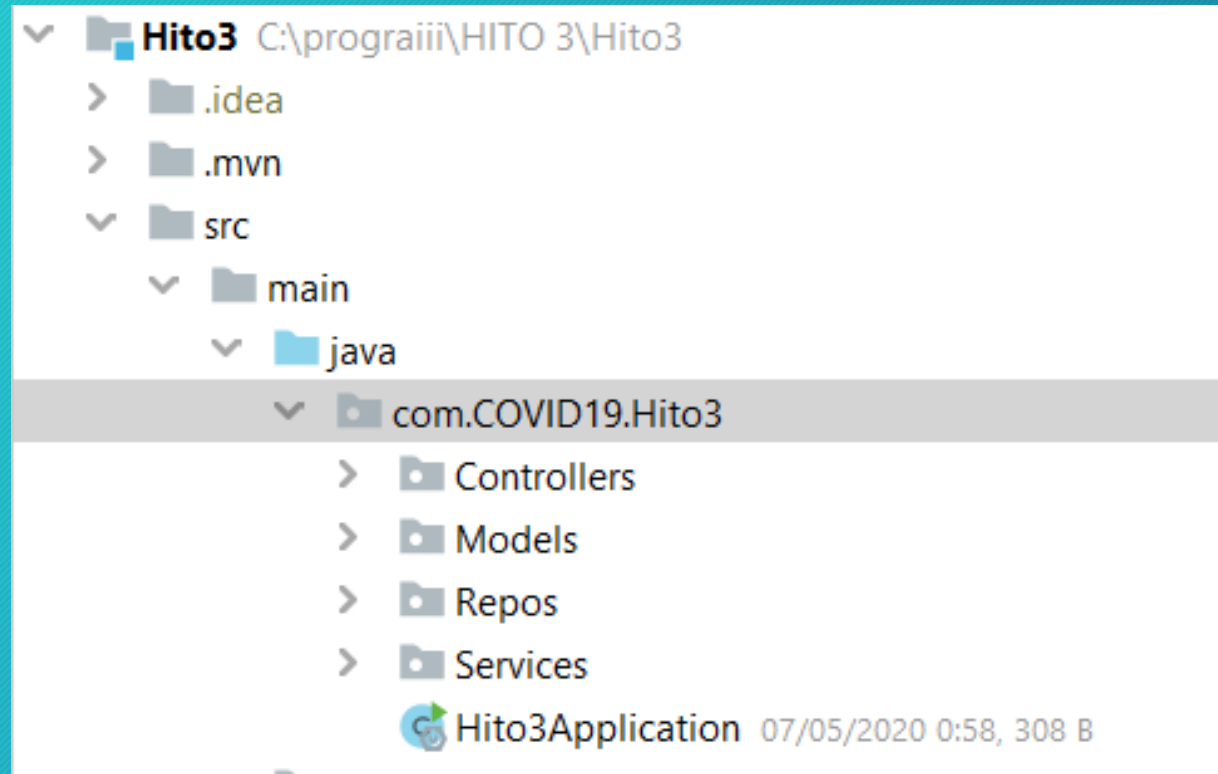 Hito3 C:\prograiii\HITO 3\Hito3
.idea
.mvn
src
main
java
com.COVID19.Hito3
Controllers
Models
Repos
Services
Hito3Application 07/05/2020 0:58, 308 B